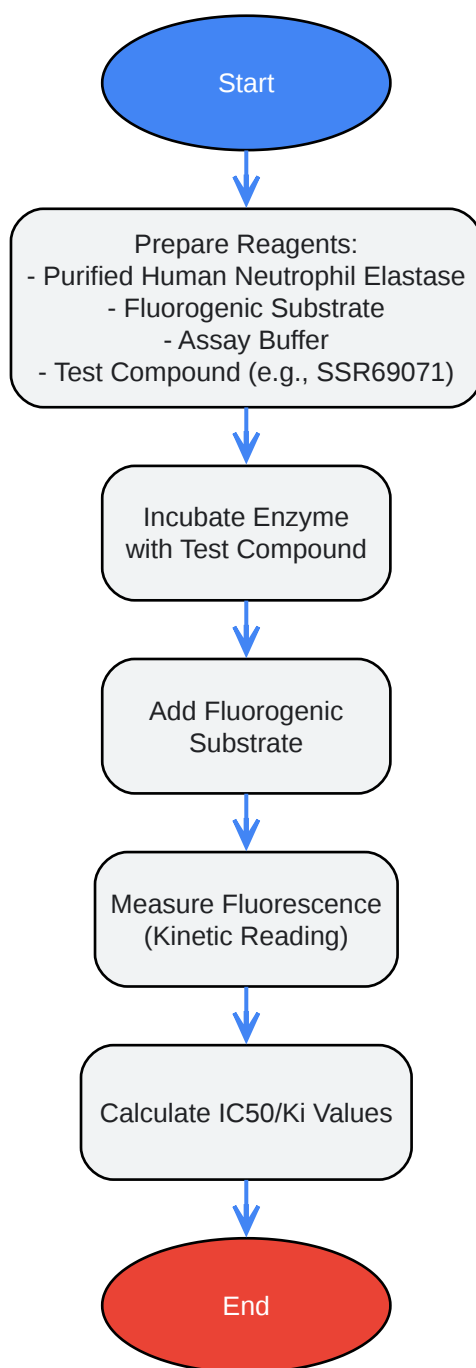 Start
Prepare Reagents:
- Purified Human Neutrophil Elastase
- Fluorogenic Substrate
- Assay Buffer
- Test Compound (e.g., SSR69071)
Incubate Enzyme
with Test Compound
Add Fluorogenic
Substrate
Measure Fluorescence
(Kinetic Reading)
Calculate IC50/Ki Values
End